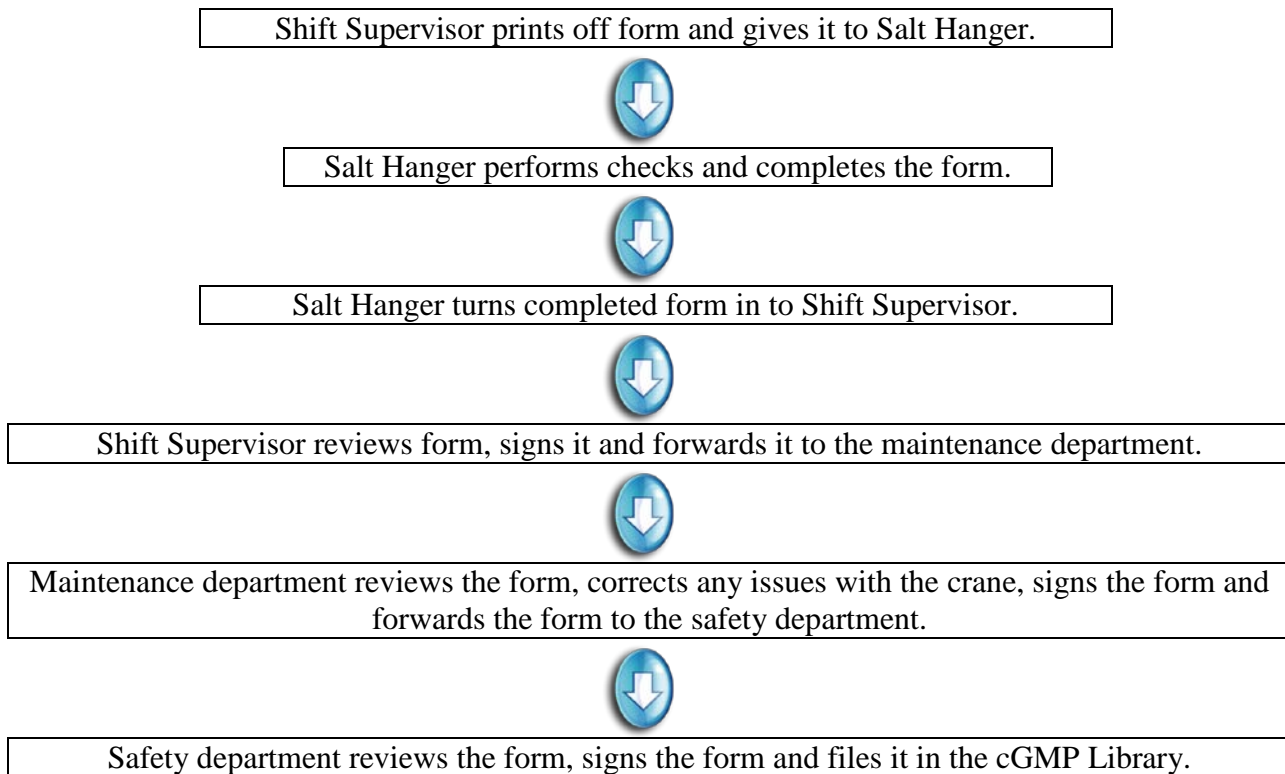 Shift Supervisor prints off form and gives it to Salt Hanger.
Salt Hanger performs checks and completes the form.
Salt Hanger turns completed form in to Shift Supervisor.
Shift Supervisor reviews form, signs it and forwards it to the maintenance department.
Maintenance department reviews the form, corrects any issues with the crane, signs the form and
forwards the form to the safety department.
Safety department reviews the form, signs the form and files it in the cGMP Library.